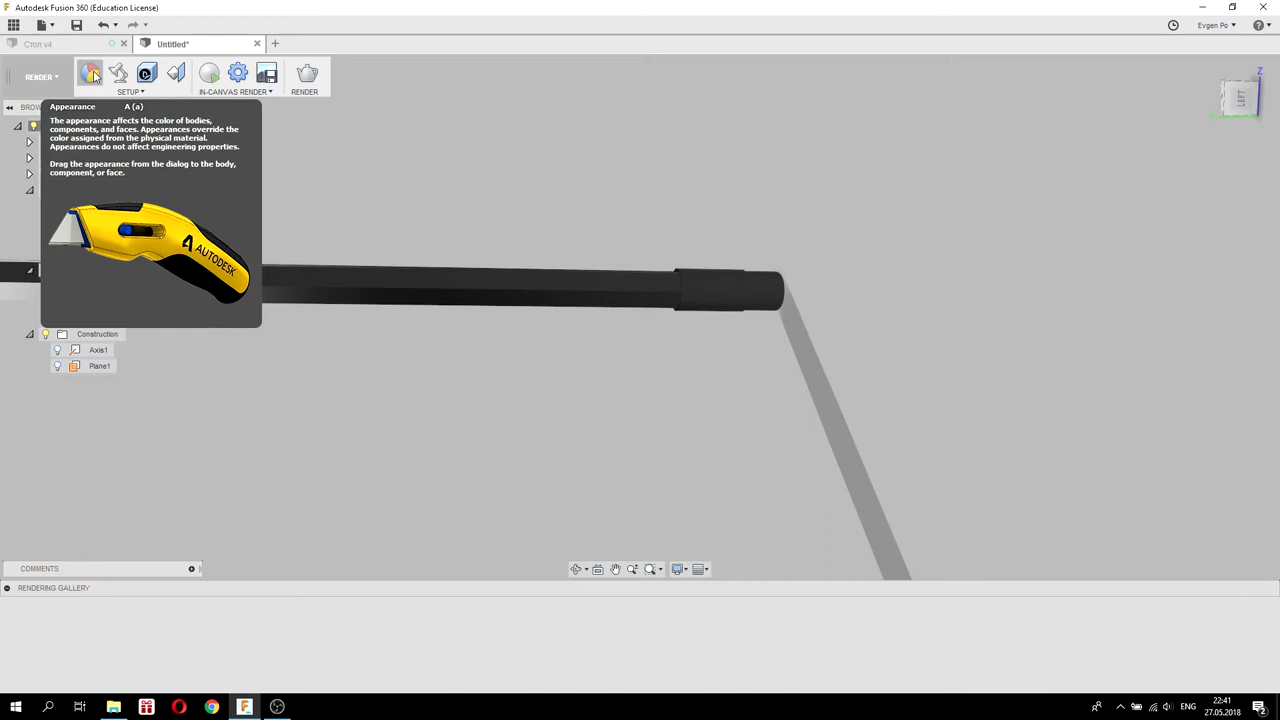 Autodesk Fusion 360 (Education License)
Evgen Po
Стол v4
Untitled*
RENDER
SETUP
IN-CANVAS RENDER
RENDER
BROW
Appearance A (a)
The appearance affects the color of bodies,
components, and faces. Appearances override the
color assigned from the physical material.
Appearances do not affect engineering properties.
Drag the appearance from the dialog to the body,
component, or face.
AUTODESK
Z
LEFT
Construction
Axis1
Plane1
COMMENTS
RENDERING GALLERY
ENG
22:41
27.05.2018
2